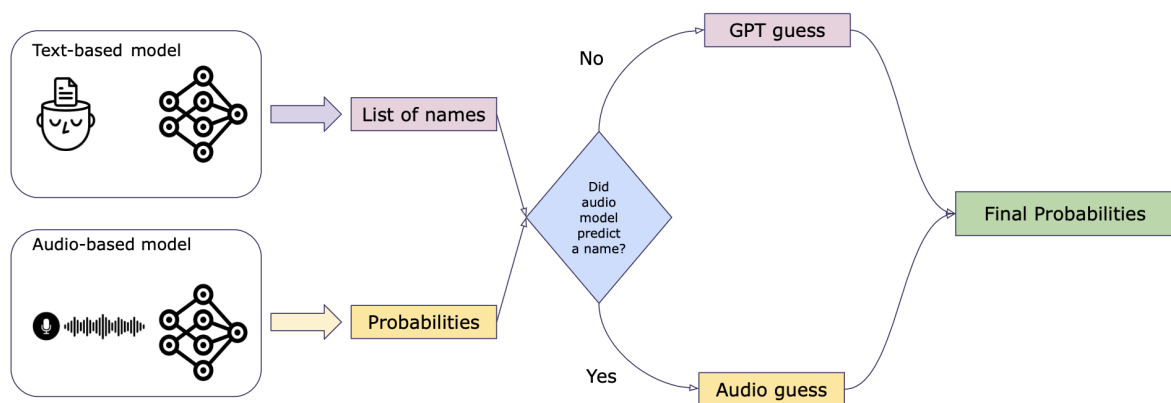 Text-based model
List of names
Audio-based model
Probabilities
Did
audio
model
predict
a name?
No
GPT guess
Yes
Audio guess
Final Probabilities